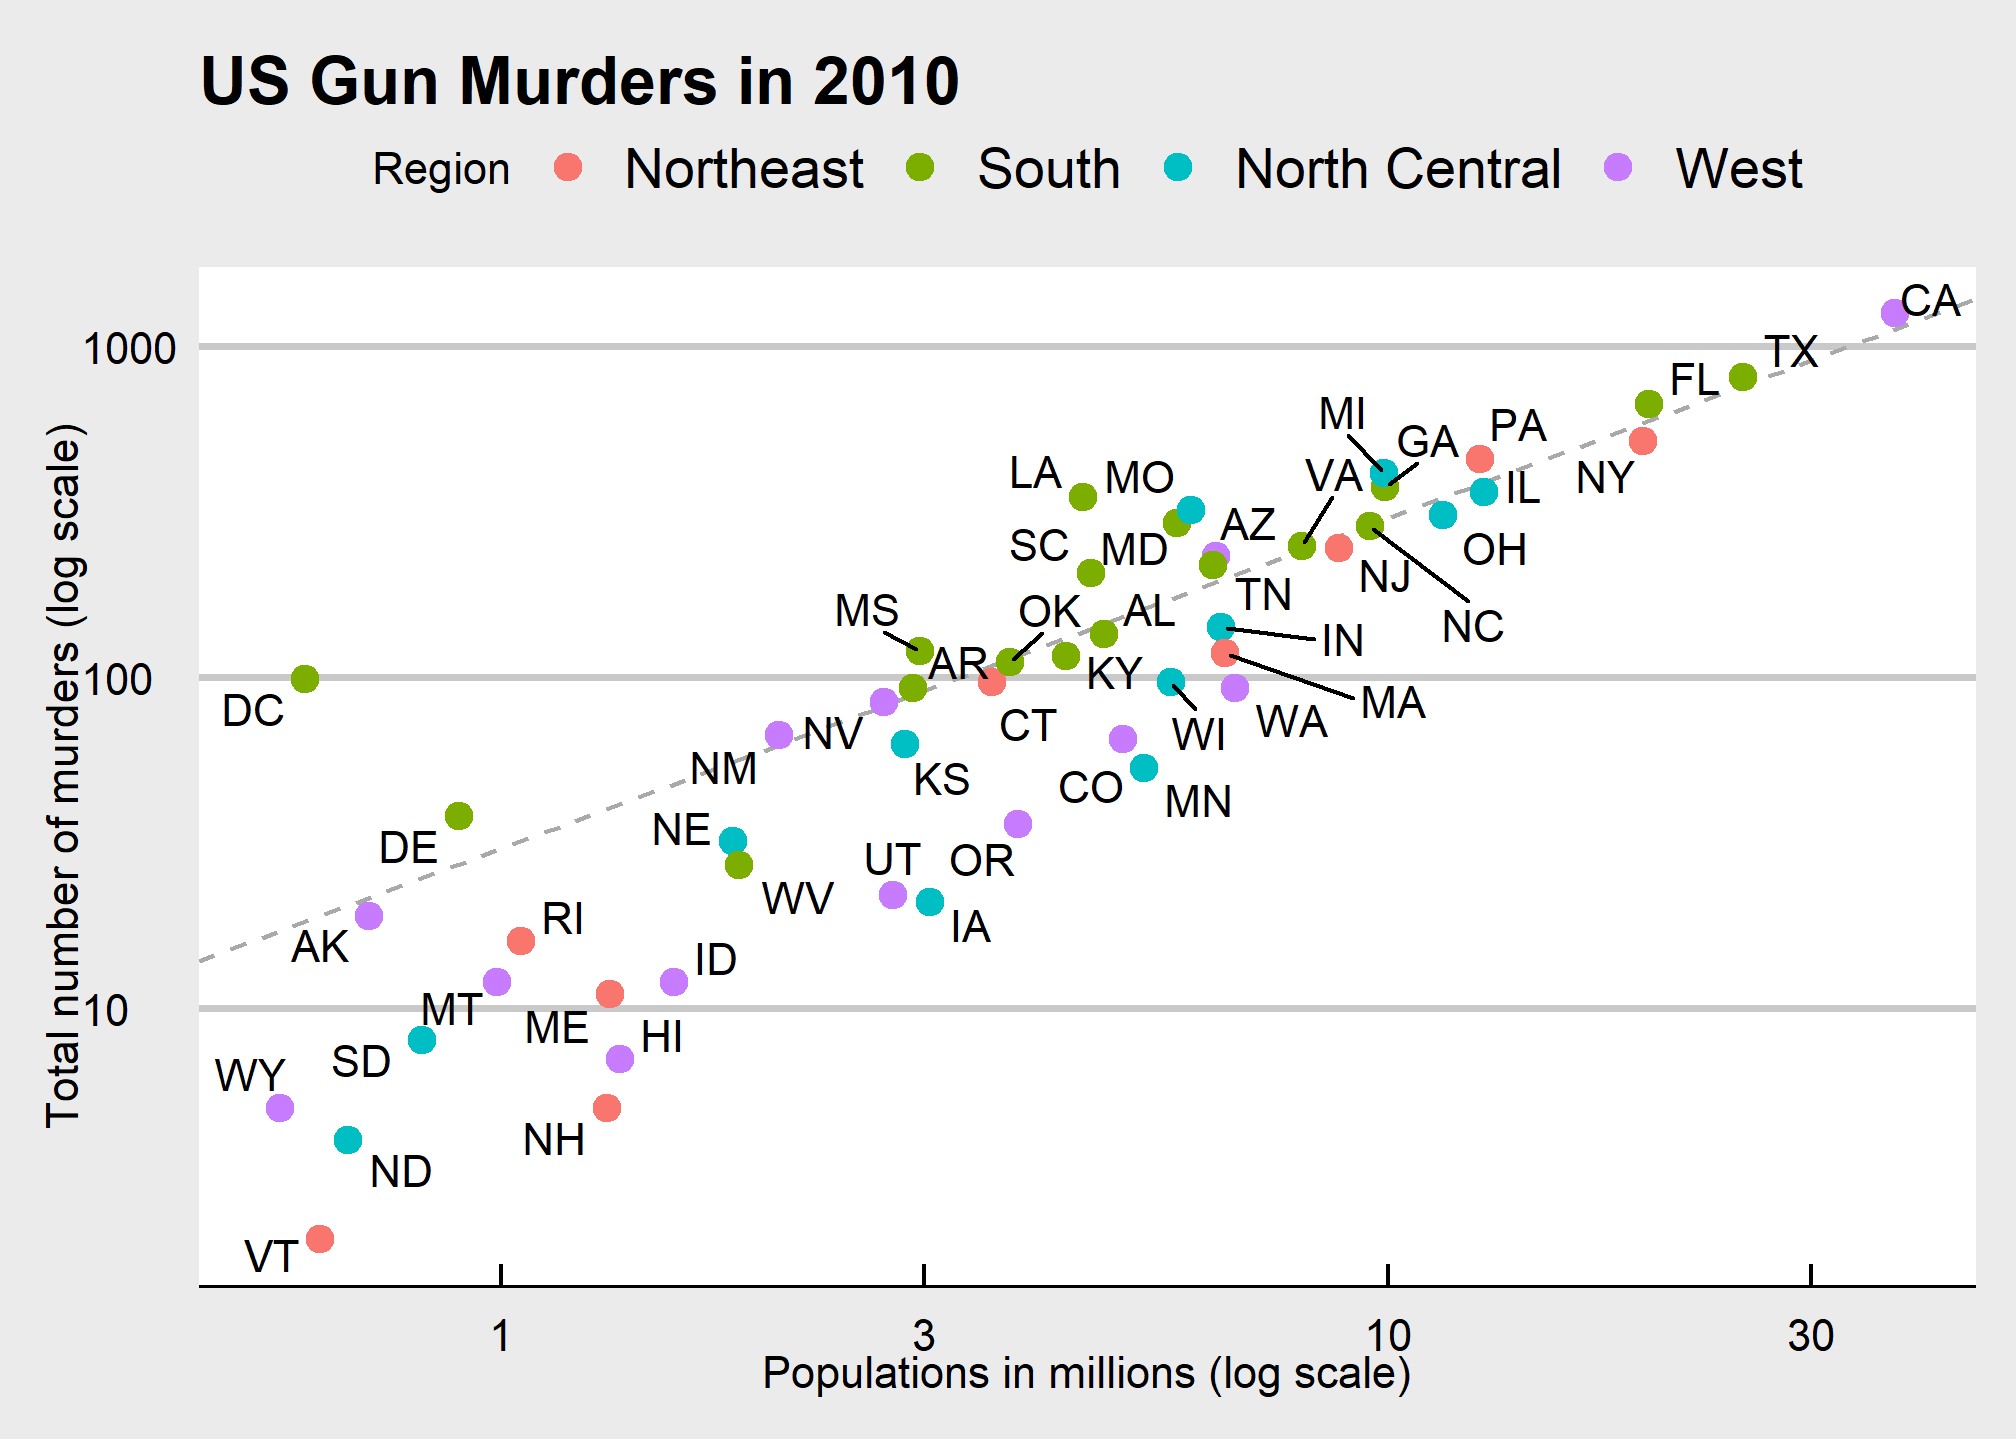 US Gun Murders in 2010
Region Northeast South North Central West
CA
1000
TX
FL
MI
PA
GA
LA
MO
VA
NY
IL
AZ
SC
MD
OH
NJ
TN
MS
OK
AL
NC
IN
AR
100
KY
DC
MA
CT
WA
NV
WI
NM
KS
CO
MN
NE
DE
UT
OR
WV
RI
IA
AK
ID
MT
10
ME
HI
SD
WY
NH
ND
VT
Total number of murders (log scale)
1 3 10 30
Populations in millions (log scale)